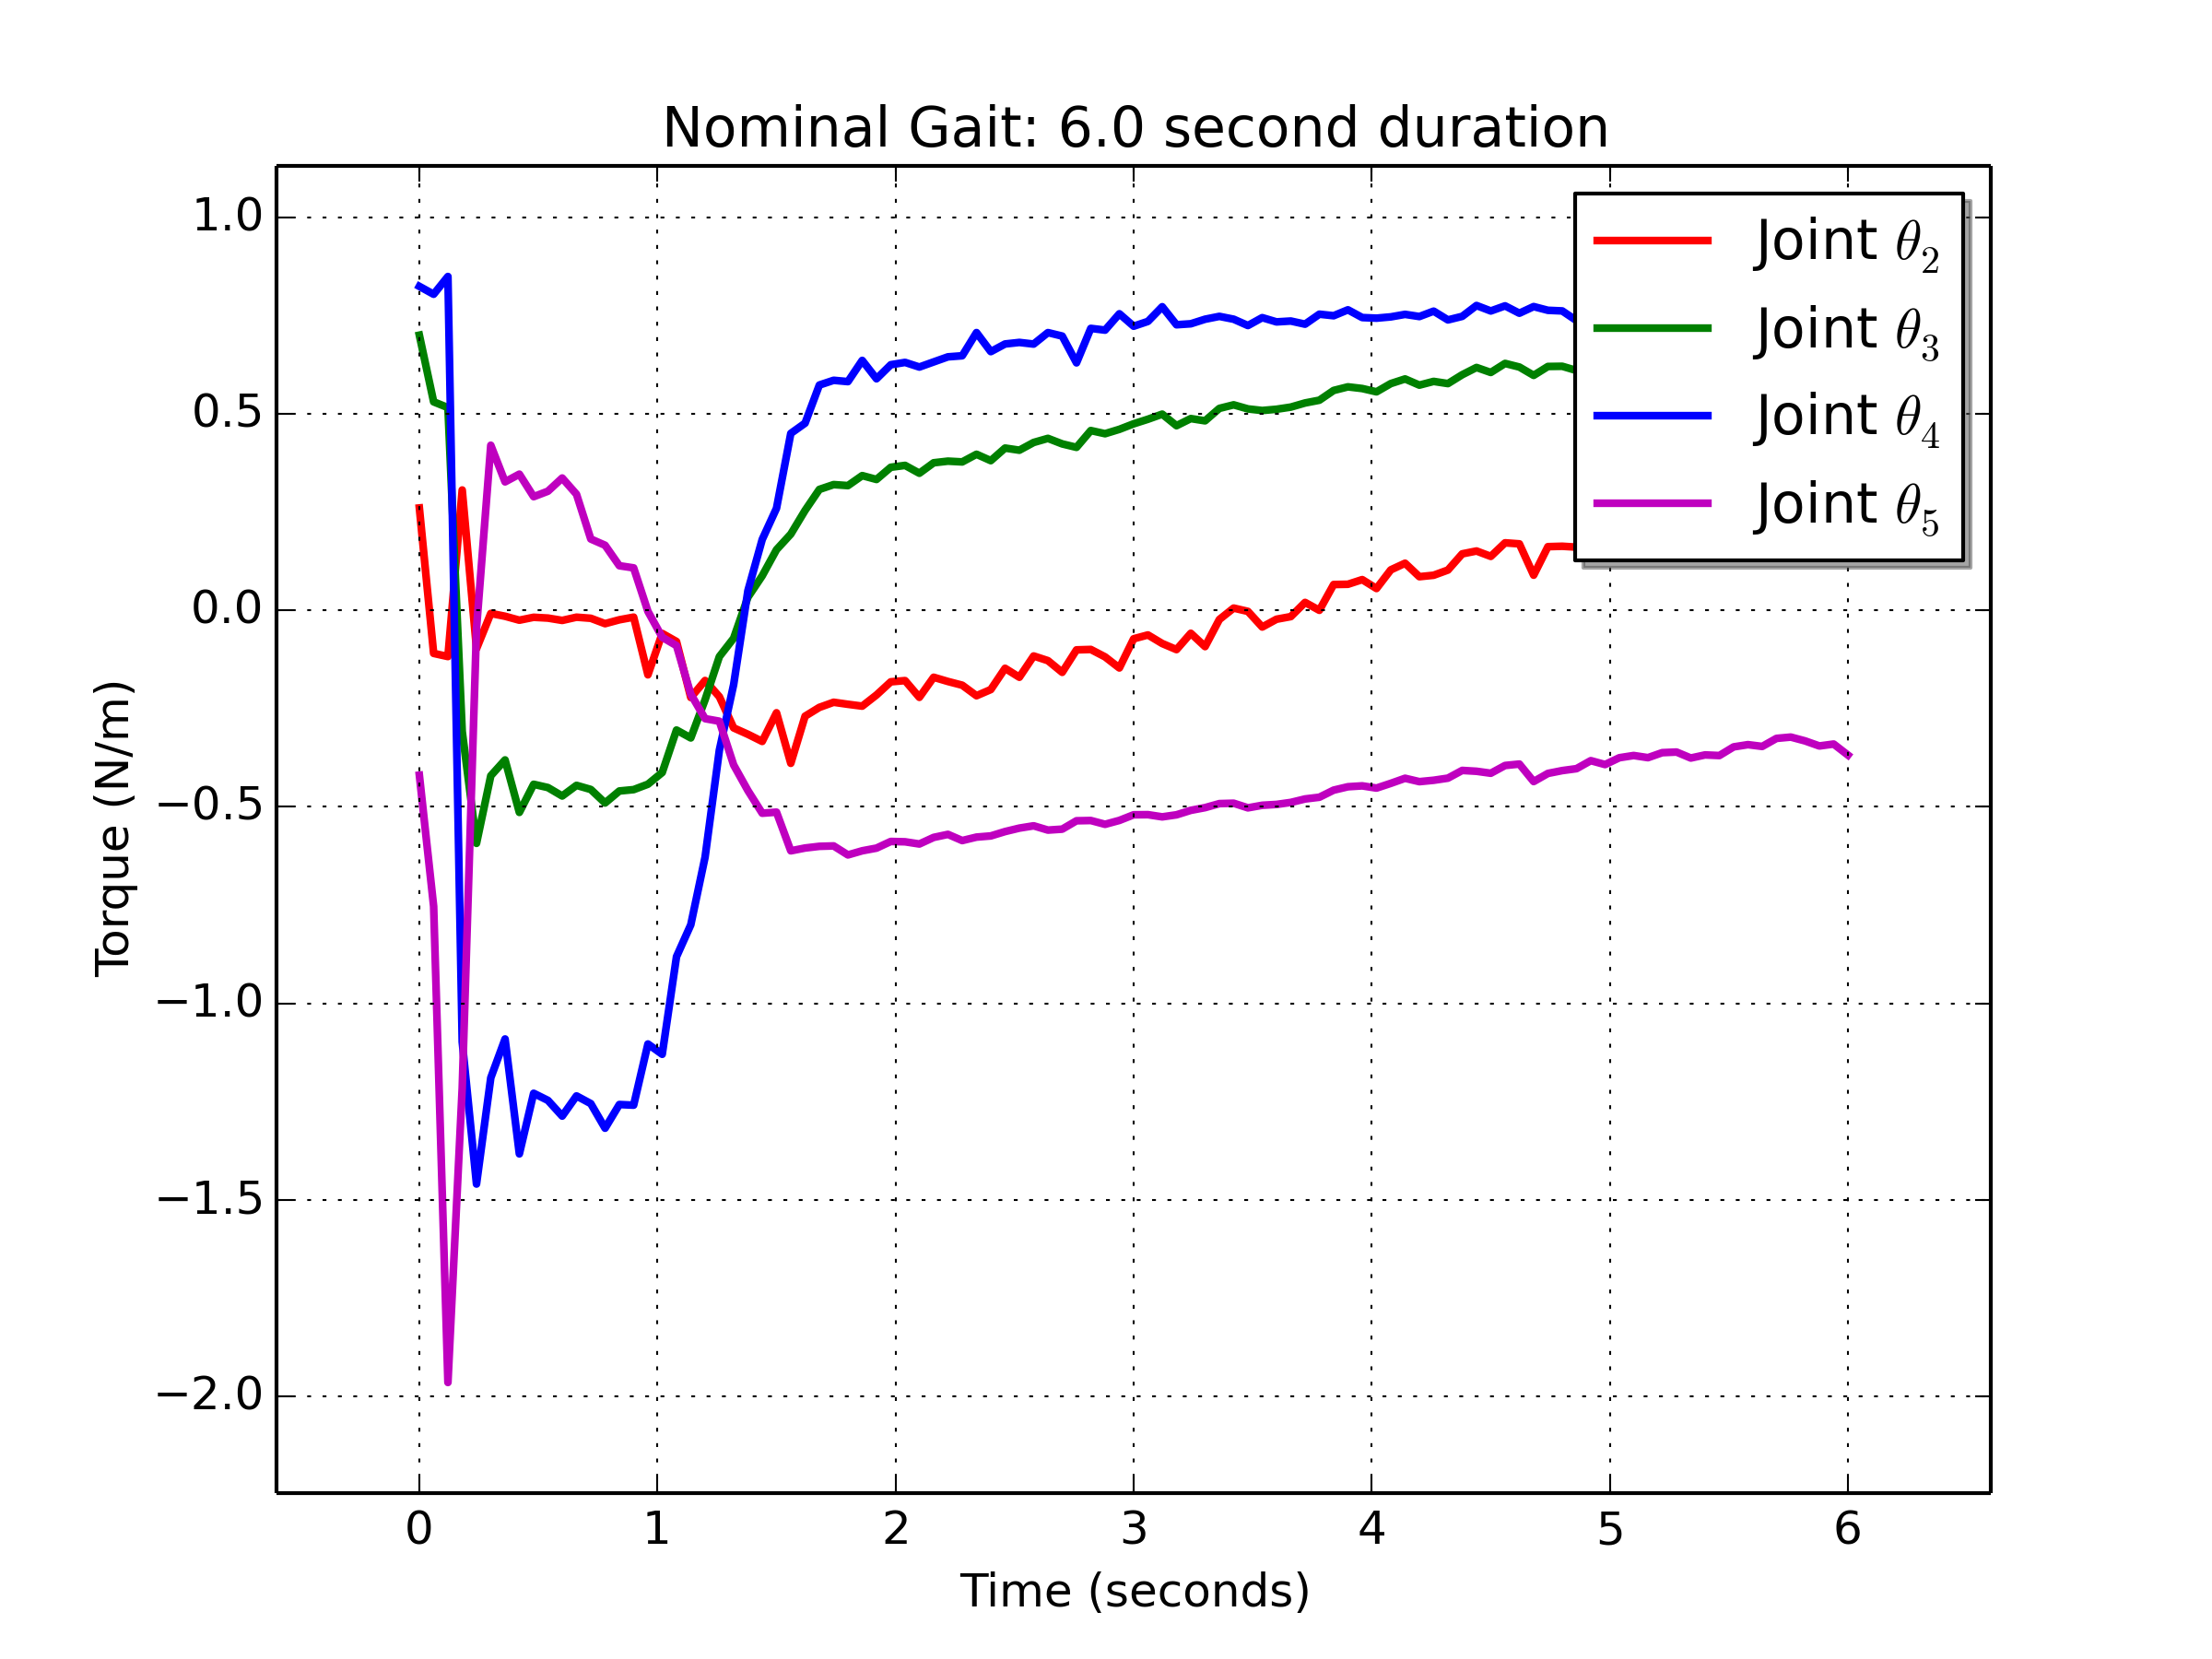 Nominal Gait: 6.0 second duration
Joint θ₂
Joint θ₃
Joint θ₄
Joint θ₅
Torque (N/m)
1.0
0.5
0.0
−0.5
−1.0
−1.5
−2.0
0 1 2 3 4 5 6
Time (seconds)